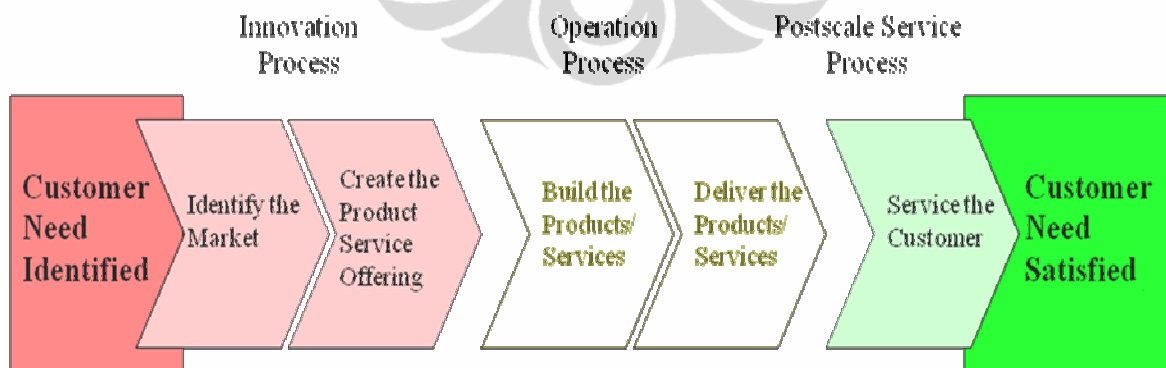 Innovation
Process
Operation
Process
Postscale Service
Process
Customer
Need
Identified
Identify the
Market
Create the
Product
Service
Offering
Build the
Products/
Services
Deliver the
Products/
Services
Service the
Customer
Customer
Need
Satisfied